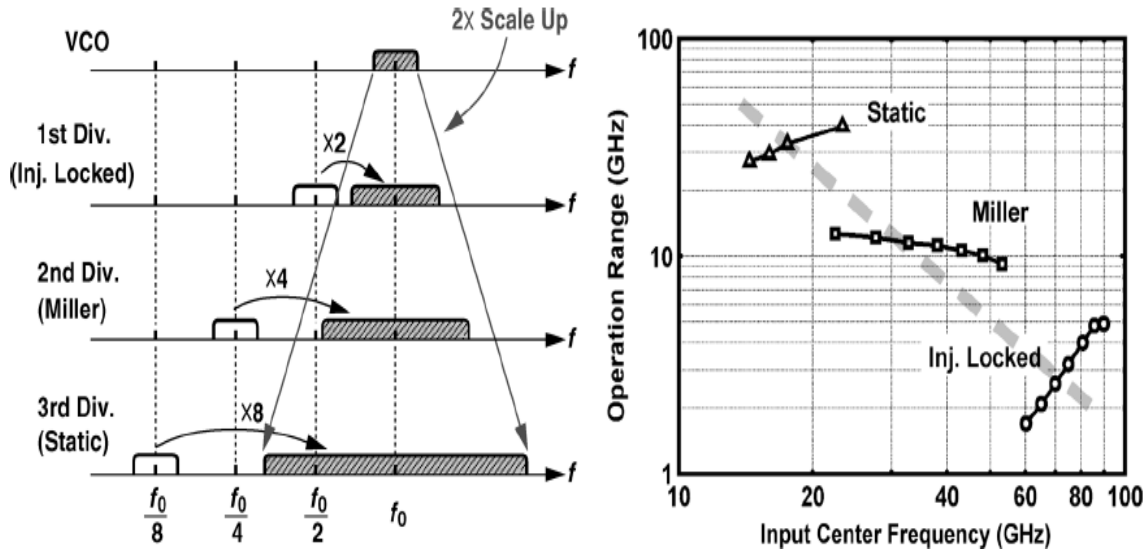 2X Scale Up
VCO
f
1st Div.
(Inj. Locked)
X2
f
2nd Div.
(Miller)
X4
f
3rd Div.
(Static)
X8
f
f0/8
f0/4
f0/2
f0
100
10
1
Operation Range (GHz)
Static
Miller
Inj. Locked
10
20
40
60
80
100
Input Center Frequency (GHz)